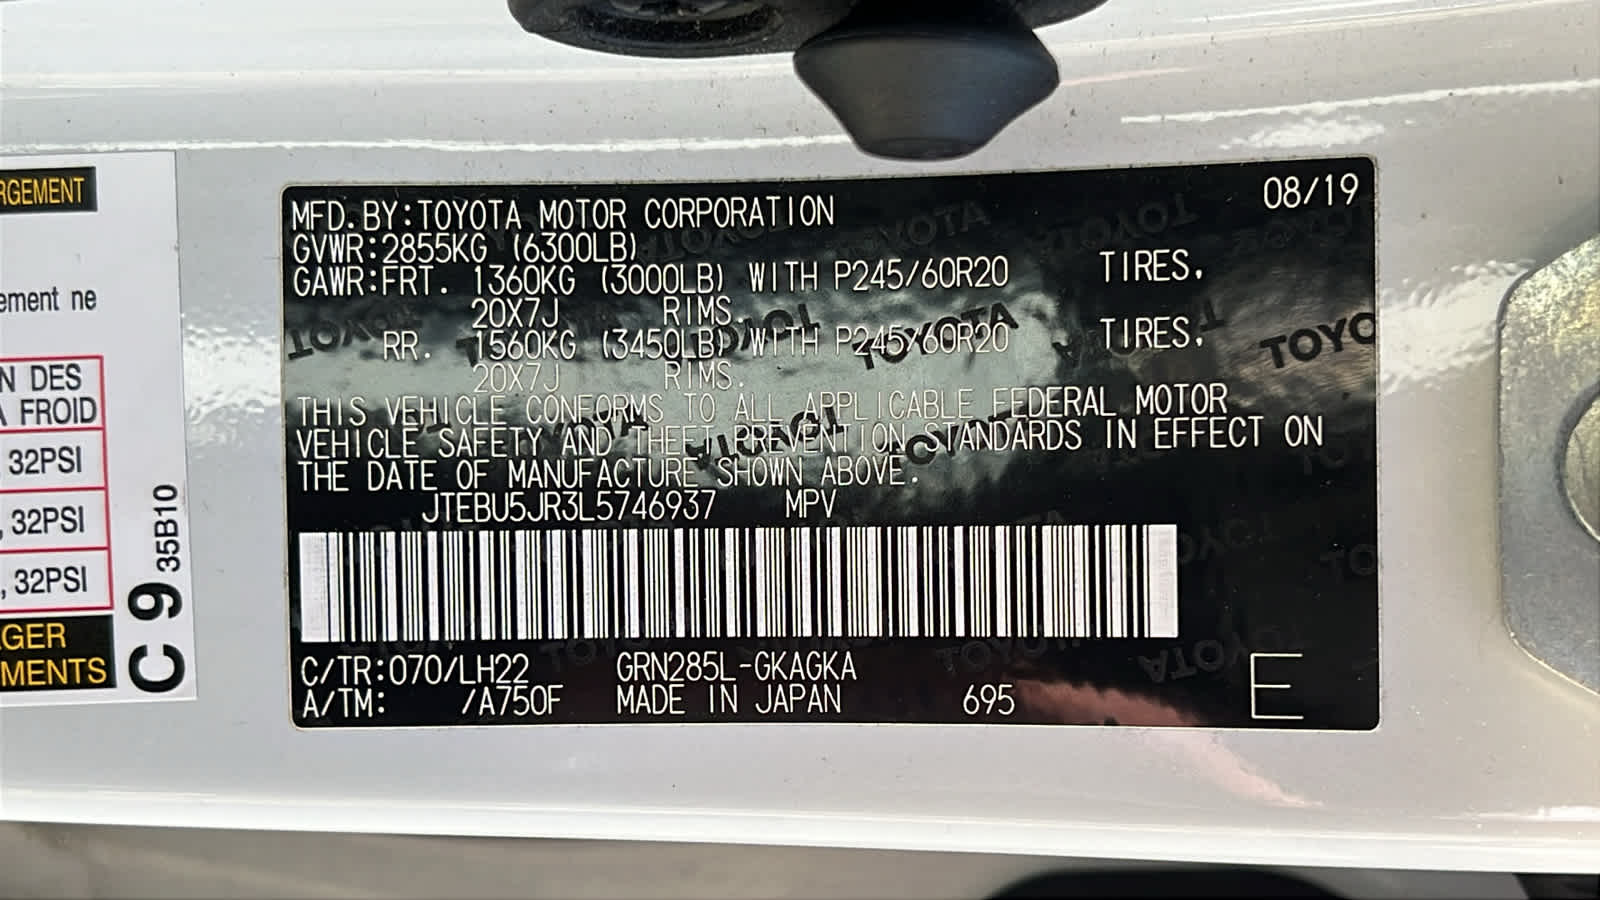 RGEMENT
ement ne
N DES
A FROID
32PSI
, 32PSI
, 32PSI
GER
MENTS
C 9 35B10
MFD.BY:TOYOTA MOTOR CORPORATION 08/19
GVWR:2855KG (6300LB)
GAWR:FRT. 1360KG (3000LB) WITH P245/60R20 TIRES,
20X7J RIMS.
RR. 1560KG (3450LB) WITH P245/60R20 TIRES,
20X7J RIMS.
THIS VEHICLE CONFORMS TO ALL APPLICABLE FEDERAL MOTOR
VEHICLE SAFETY AND THEFT PREVENTION STANDARDS IN EFFECT ON
THE DATE OF MANUFACTURE SHOWN ABOVE.
JTEBU5JR3L5746937 MPV
C/TR:070/LH22 GRN285L-GKAGKA
A/TM: /A750F MADE IN JAPAN 695 E